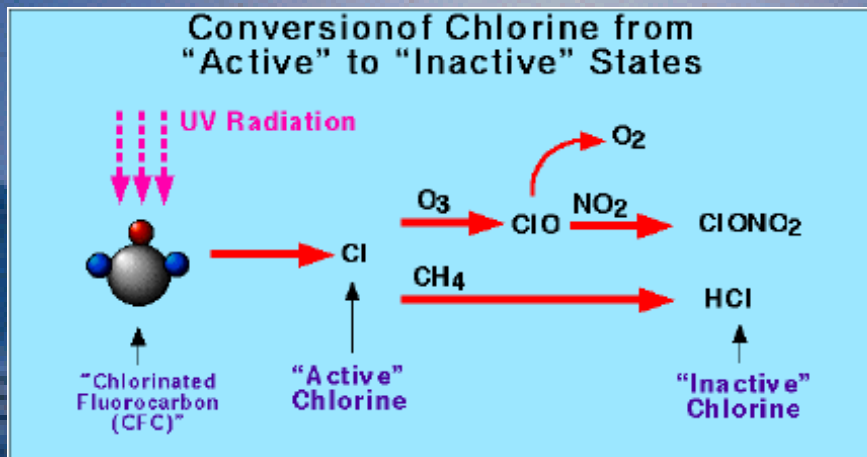 Conversionof Chlorine from
“Active” to “Inactive” States
UV Radiation
O2
O3
ClO
NO2
ClONO2
Cl
CH4
HCl
“Chlorinated
Fluorocarbon
(CFC)”
“Active”
Chlorine
“Inactive”
Chlorine